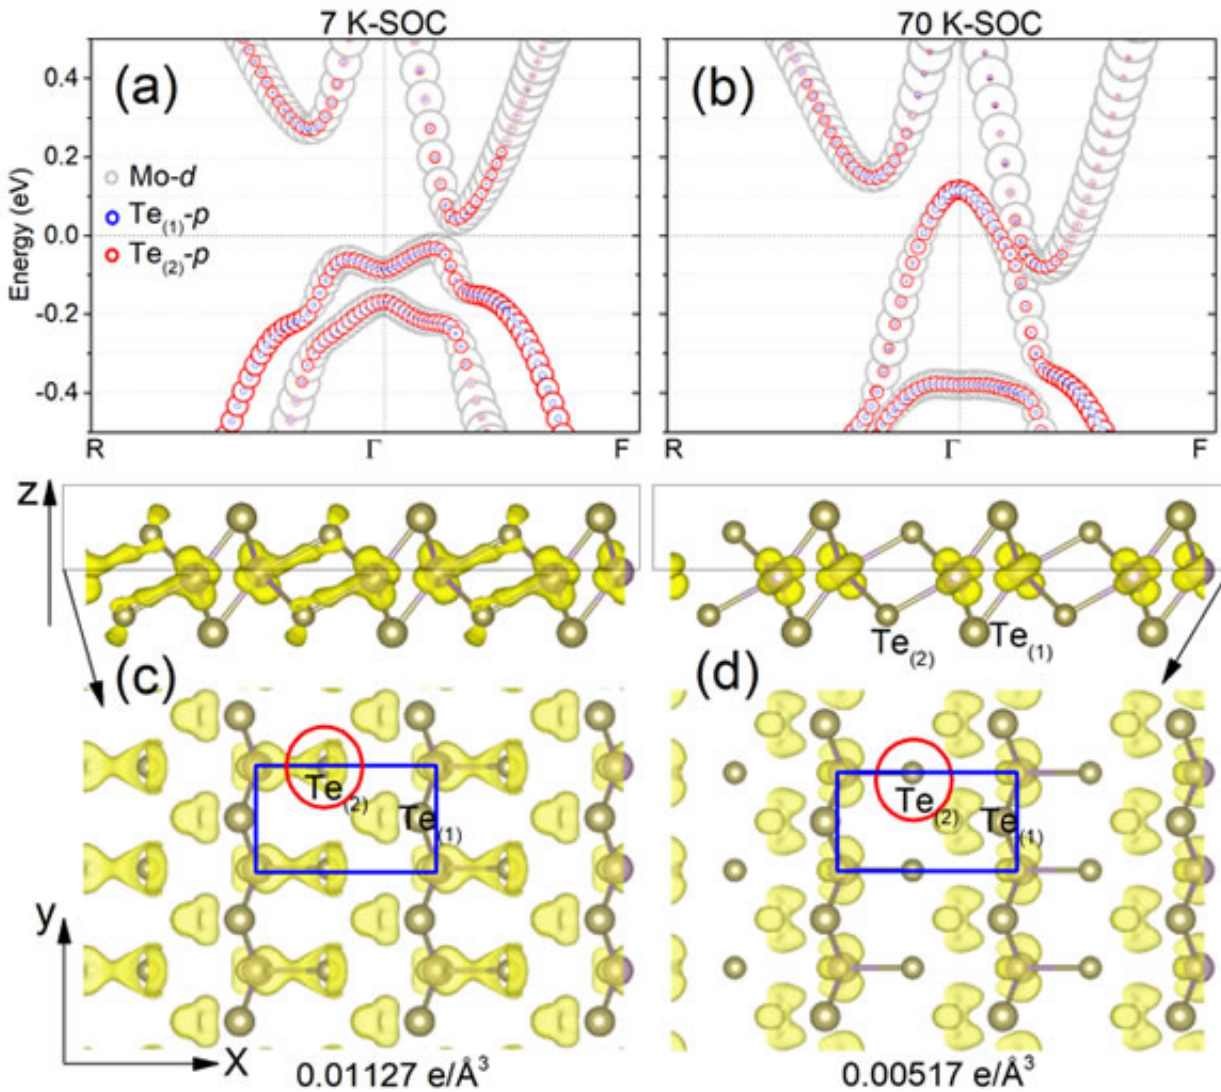 7 K-SOC
70 K-SOC
(a)
(b)
Energy (eV)
0.4
0.2
0.0
-0.2
-0.4
Mo-d
Te(1)-p
Te(2)-p
R
Γ
F
R
Γ
F
z
Te(2)
Te(1)
(c)
(d)
Te(2)
Te(1)
Te(2)
Te(1)
y
x
0.01127 e/Å³
0.00517 e/Å³